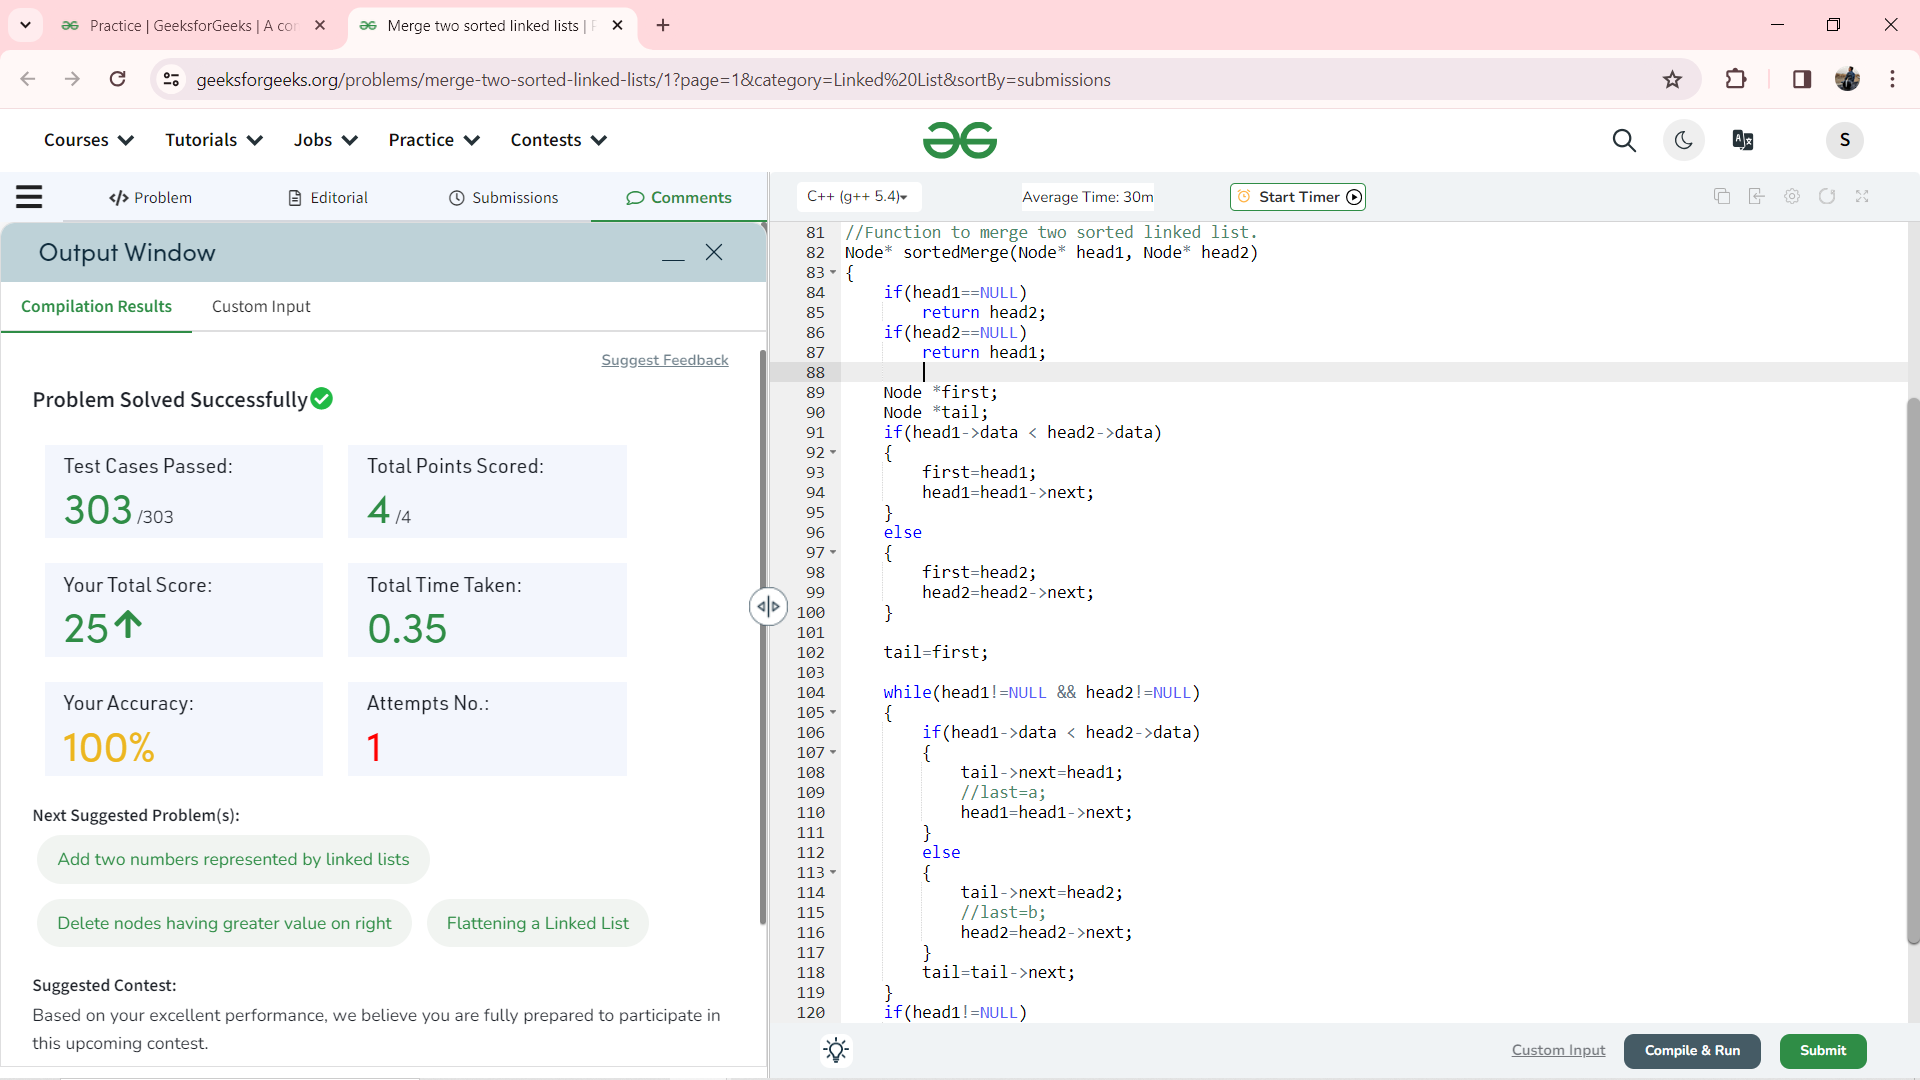 Practice | GeeksforGeeks | A co
Merge two sorted linked lists |
geeksforgeeks.org/problems/merge-two-sorted-linked-lists/1?page=1&category=Linked%20List&sortBy=submissions
Courses Tutorials Jobs Practice Contests S
</> Problem Editorial Submissions Comments
C++ (g++ 5.4) Average Time: 30m Start Timer
Output Window
Compilation Results Custom Input
Suggest Feedback
Problem Solved Successfully
Test Cases Passed:
303 /303
Total Points Scored:
4 /4
Your Total Score:
25
Total Time Taken:
0.35
Your Accuracy:
100%
Attempts No.:
1
Next Suggested Problem(s):
Add two numbers represented by linked lists
Delete nodes having greater value on right
Flattening a Linked List
Suggested Contest:
Based on your excellent performance, we believe you are fully prepared to participate in
this upcoming contest.
81 //Function to merge two sorted linked list.
82 Node* sortedMerge(Node* head1, Node* head2)
83 {
84 if(head1==NULL)
85 return head2;
86 if(head2==NULL)
87 return head1;
88
89 Node *first;
90 Node *tail;
91 if(head1->data < head2->data)
92 {
93 first=head1;
94 head1=head1->next;
95 }
96 else
97 {
98 first=head2;
99 head2=head2->next;
100 }
101
102 tail=first;
103
104 while(head1!=NULL && head2!=NULL)
105 {
106 if(head1->data < head2->data)
107 {
108 tail->next=head1;
109 //last=a;
110 head1=head1->next;
111 }
112 else
113 {
114 tail->next=head2;
115 //last=b;
116 head2=head2->next;
117 }
118 tail=tail->next;
119 }
120 if(head1!=NULL)
Custom Input Compile & Run Submit